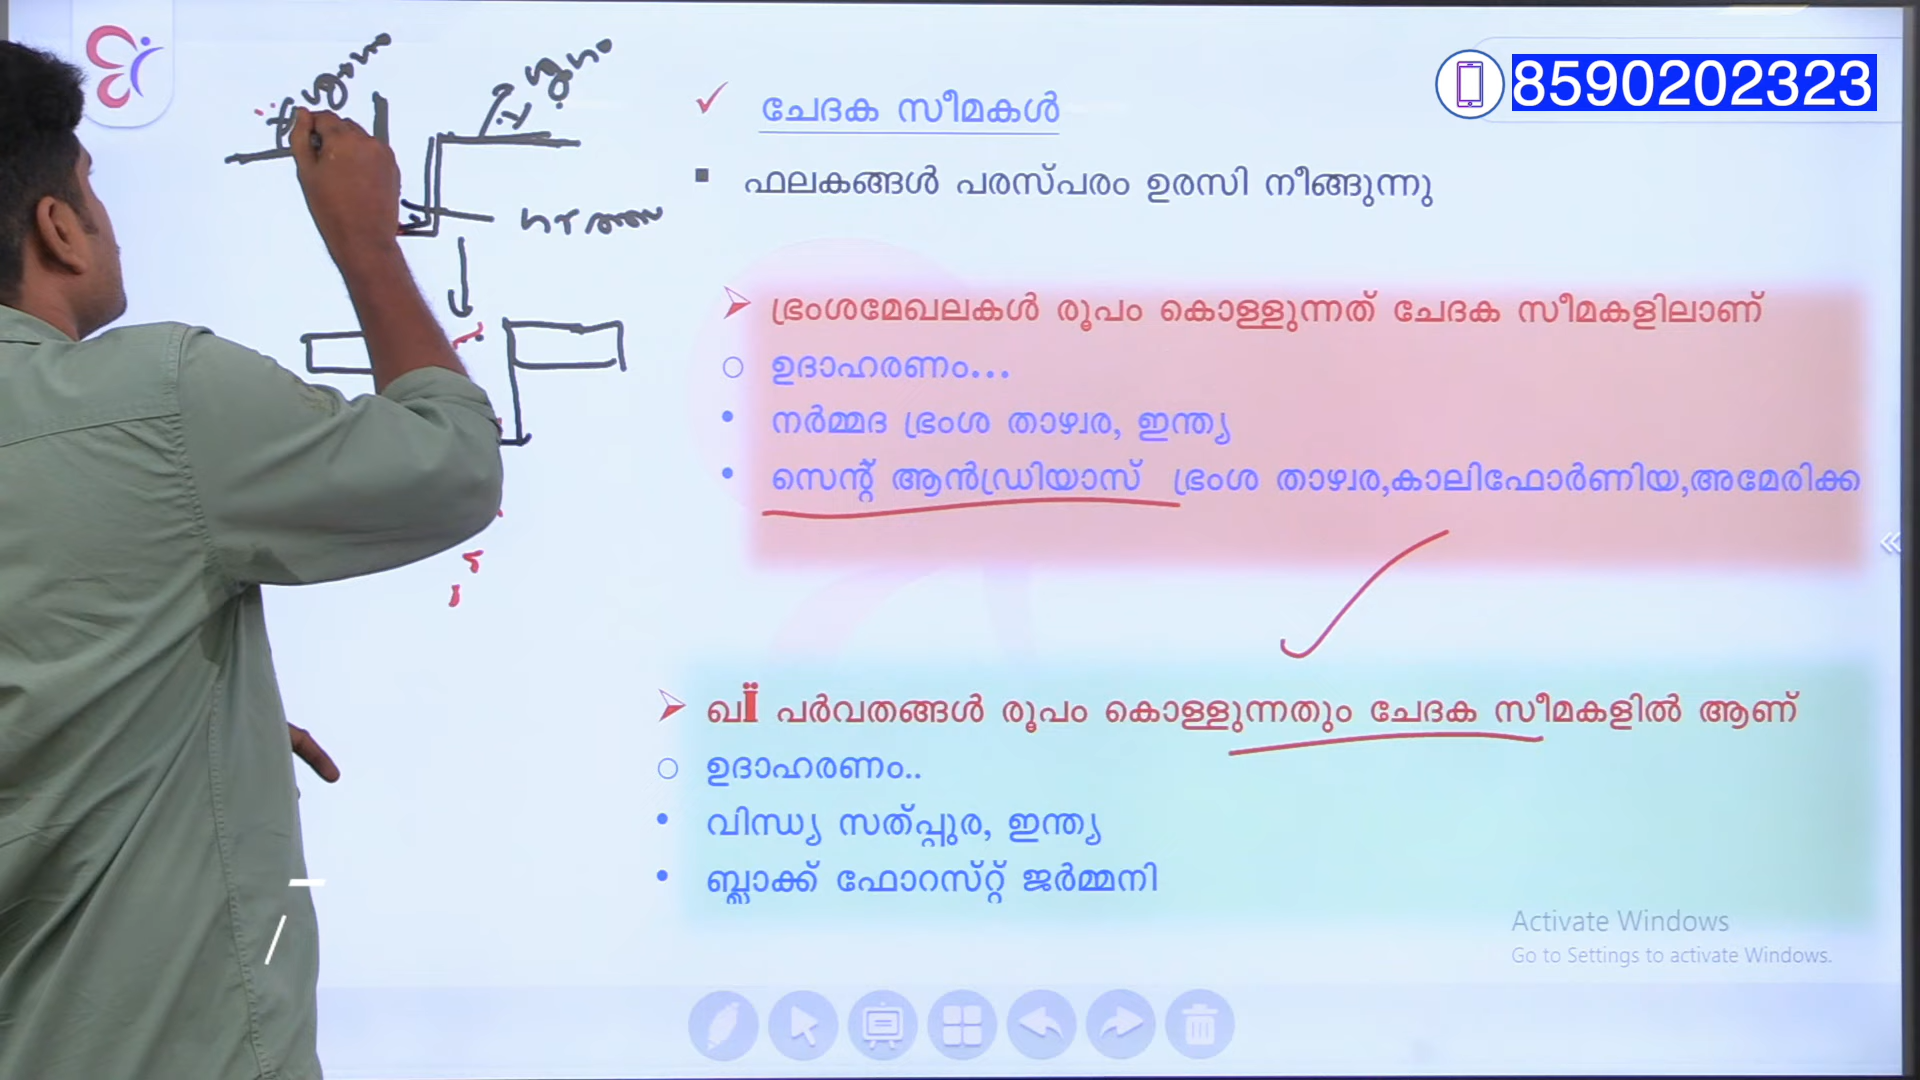 8590202323
ചേദക സീമകൾ
ഫലകങ്ങൾ പരസ്പരം ഉരസി നീങ്ങുന്നു
ഭ്രംശമേഖലകൾ രൂപം കൊള്ളുന്നത് ചേദക സീമകളിലാണ്
ഉദാഹരണം...
നർമ്മദ ഭ്രംശ താഴ്വര, ഇന്ത്യ
സെന്റ് ആൻഡ്രിയാസ് ഭ്രംശ താഴ്വര,കാലിഫോർണിയ,അമേരിക്ക
പർവതങ്ങൾ രൂപം കൊള്ളുന്നതും ചേദക സീമകളിൽ ആണ്
ഉദാഹരണം..
വിന്ധ്യ സത്പ്പുര, ഇന്ത്യ
ബ്ലാക്ക് ഫോറസ്റ്റ് ജർമ്മനി
Activate Windows
Go to Settings to activate Windows.